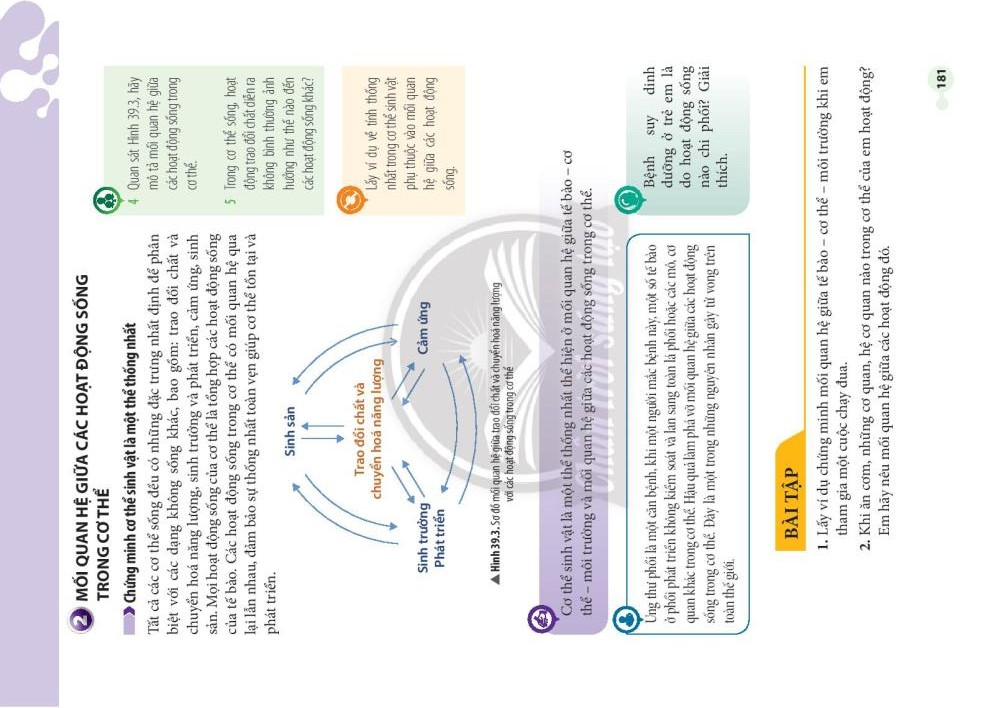 2 MỐI QUAN HỆ GIỮA CÁC HOẠT ĐỘNG SỐNG
TRONG CƠ THỂ
Chứng minh cơ thể sinh vật là một thể thống nhất
Tất cả các cơ thể sống đều có những đặc trưng nhất định để phân
biệt với các dạng không sống khác, bao gồm: trao đổi chất và
chuyển hoá năng lượng, sinh trưởng và phát triển, cảm ứng, sinh
sản. Mọi hoạt động sống của cơ thể là tổng hợp các hoạt động sống
của tế bào. Các hoạt động sống trong cơ thể có mối quan hệ qua
lại lẫn nhau, đảm bảo sự thống nhất toàn vẹn giúp cơ thể tồn tại và
phát triển.
4 Quan sát Hình 39.3, hãy
mô tả mối quan hệ giữa
các hoạt động sống trong
cơ thể.
5 Trong cơ thể sống, hoạt
động trao đổi chất diễn ra
không bình thường ảnh
hưởng như thế nào đến
các hoạt động sống khác?
Sinh sản
Trao đổi chất và
chuyển hoá năng lượng
Sinh trưởng
Phát triển
Cảm ứng
▲ Hình 39.3. Sơ đồ mối quan hệ giữa trao đổi chất và chuyển hoá năng lượng
với các hoạt động sống trong cơ thể
Lấy ví dụ về tính thống
nhất trong cơ thể sinh vật
phụ thuộc vào mối quan
hệ giữa các hoạt động
sống.
Cơ thể sinh vật là một thể thống nhất thể hiện ở mối quan hệ giữa tế bào – cơ
thể – môi trường và mối quan hệ giữa các hoạt động sống trong cơ thể.
Ung thư phổi là một căn bệnh, khi một người mắc bệnh này, một số tế bào
ở phổi phát triển không kiểm soát và lan sang toàn lá phổi hoặc các mô, cơ
quan khác trong cơ thể. Hậu quả làm phá vỡ mối quan hệ giữa các hoạt động
sống trong cơ thể. Đây là một trong những nguyên nhân gây tử vong trên
toàn thế giới.
Bệnh suy dinh
dưỡng ở trẻ em là
do hoạt động sống
nào chi phối? Giải
thích.
BÀI TẬP
1. Lấy ví dụ chứng minh mối quan hệ giữa tế bào – cơ thể – môi trường khi em
tham gia một cuộc chạy đua.
2. Khi ăn cơm, những cơ quan, hệ cơ quan nào trong cơ thể của em hoạt động?
Em hãy nêu mối quan hệ giữa các hoạt động đó.
181
Chân trời sáng tạo